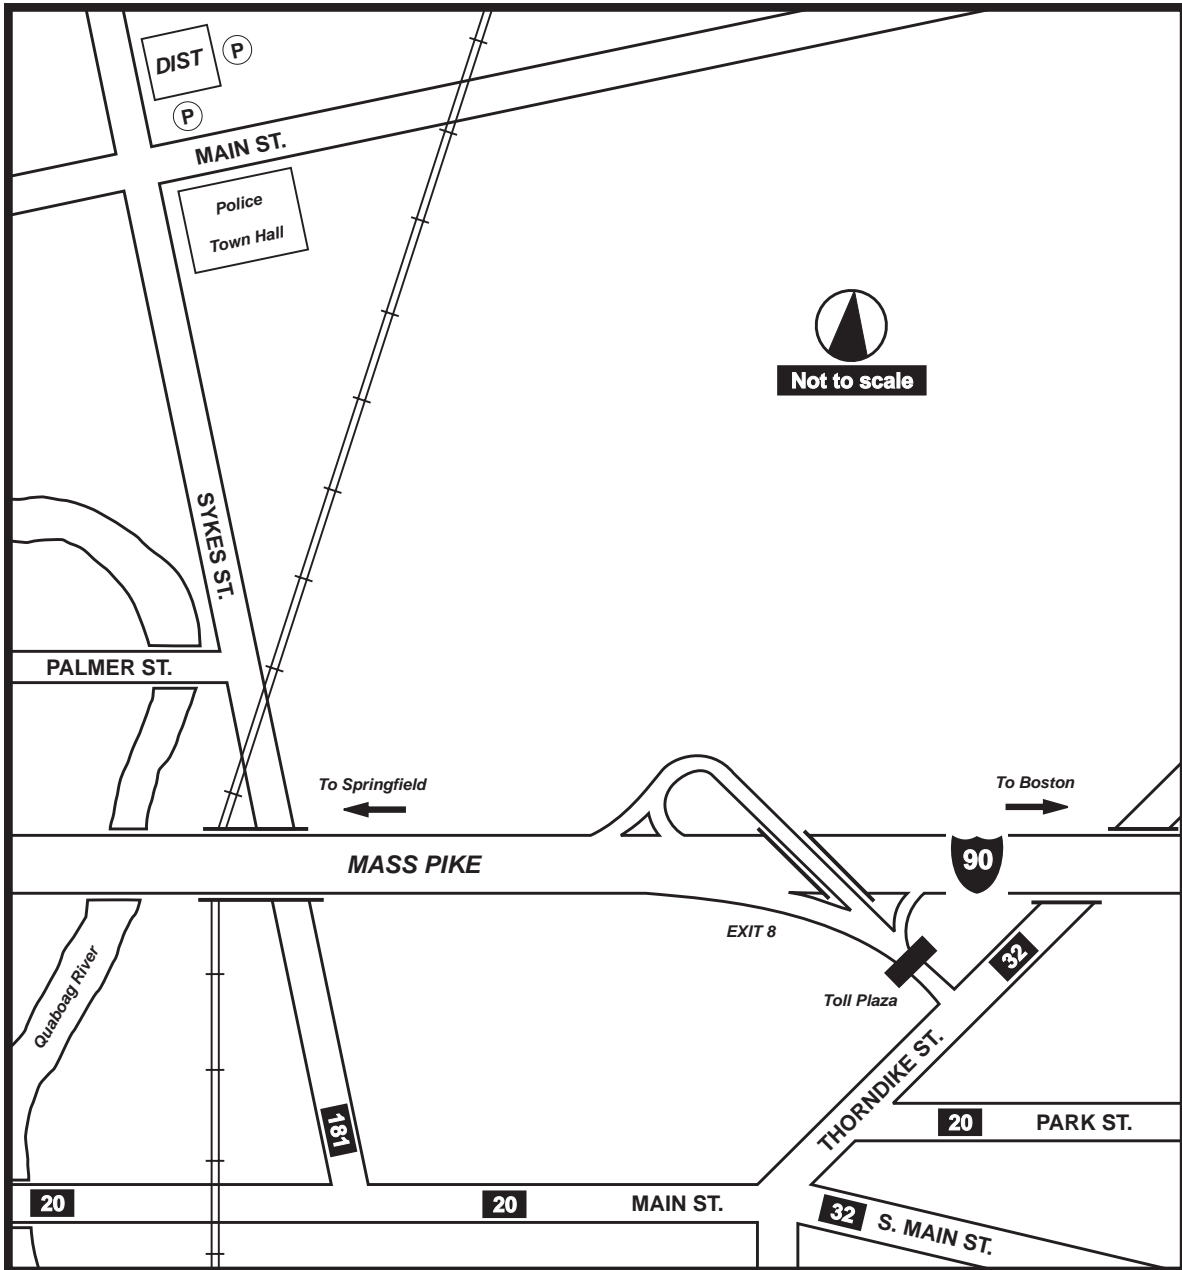 DIST
P
P
MAIN ST.
Police
Town Hall
Not to scale
SYKES ST.
PALMER ST.
To Springfield
To Boston
MASS PIKE
90
EXIT 8
Toll Plaza
32
Quaboag River
THORNDIKE ST.
181
20
PARK ST.
20
20
MAIN ST.
32
S. MAIN ST.